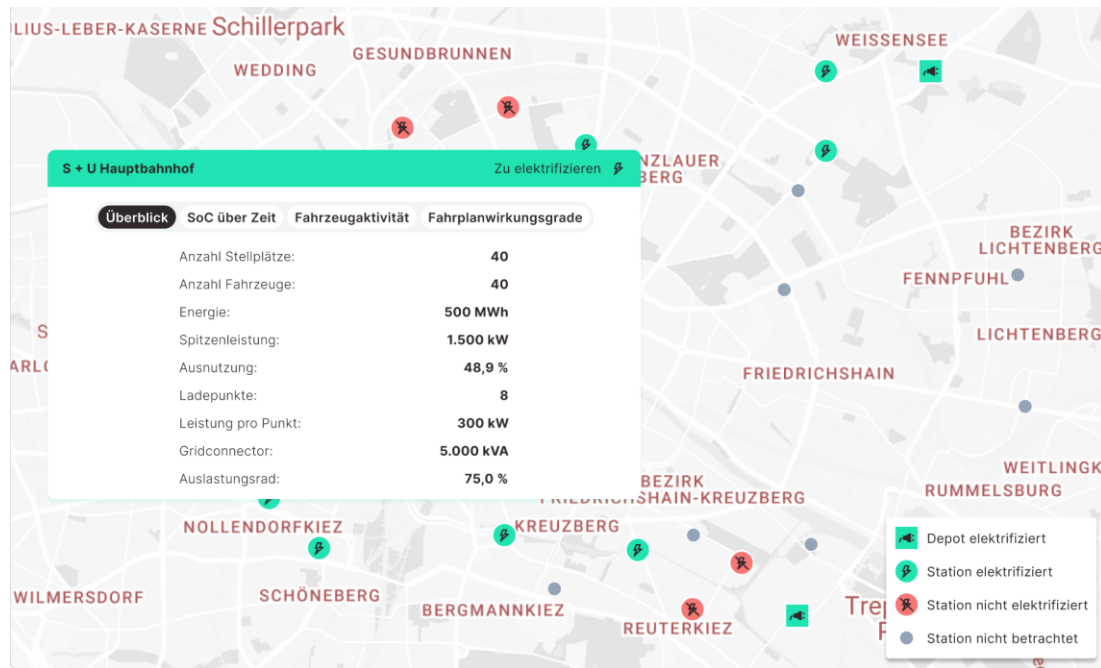 LIUS-LEBER-KASERNE
Schillerpark
GESUNDBRUNNEN
WEDDING
WEISSENSEE
S + U Hauptbahnhof Zu elektrifizieren
NZLAUER
BERG
Überblick SoC über Zeit Fahrzeugaktivität Fahrplanwirkungsgrade
Anzahl Stellplätze: 40
Anzahl Fahrzeuge: 40
Energie: 500 MWh
Spitzenleistung: 1.500 kW
Ausnutzung: 48,9 %
Ladepunkte: 8
Leistung pro Punkt: 300 kW
Gridconnector: 5.000 kVA
Auslastungsrad: 75,0 %
BEZIRK
LICHTENBERG
FENNPFUHL
S
LICHTENBERG
ARL
FRIEDRICHSHAIN
WEITLINGK
RUMMELSBURG
BEZIRK
FRIEDRICHSHAIN-KREUZBERG
NOLLENDORFKIEZ
KREUZBERG
WILMERSDORF
SCHÖNEBERG
BERGMANNKIEZ
REUTERKIEZ
Tre
Depot elektrifiziert
Station elektrifiziert
Station nicht elektrifiziert
Station nicht betrachtet